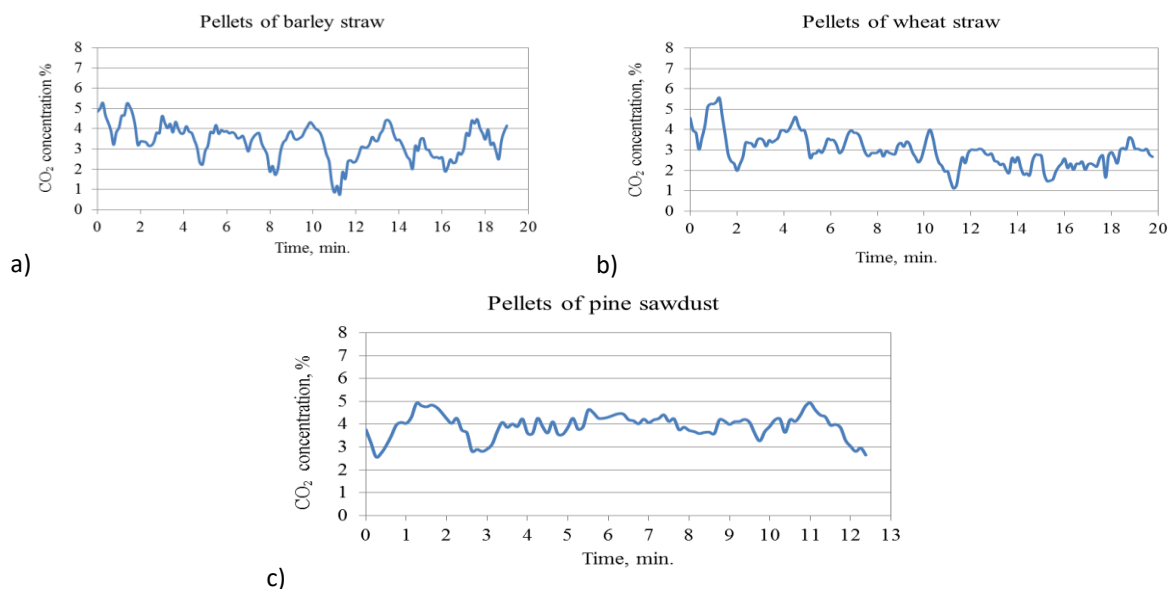 Pellets of barley straw
CO₂ concentration %
8
7
6
5
4
3
2
1
0
0 2 4 6 8 10 12 14 16 18 20
Time, min.
a)
Pellets of wheat straw
CO₂ concentration, %
8
7
6
5
4
3
2
1
0
0 2 4 6 8 10 12 14 16 18 20
Time, min.
b)
Pellets of pine sawdust
CO₂ concentration, %
8
7
6
5
4
3
2
1
0
0 1 2 3 4 5 6 7 8 9 10 11 12 13
Time, min.
c)